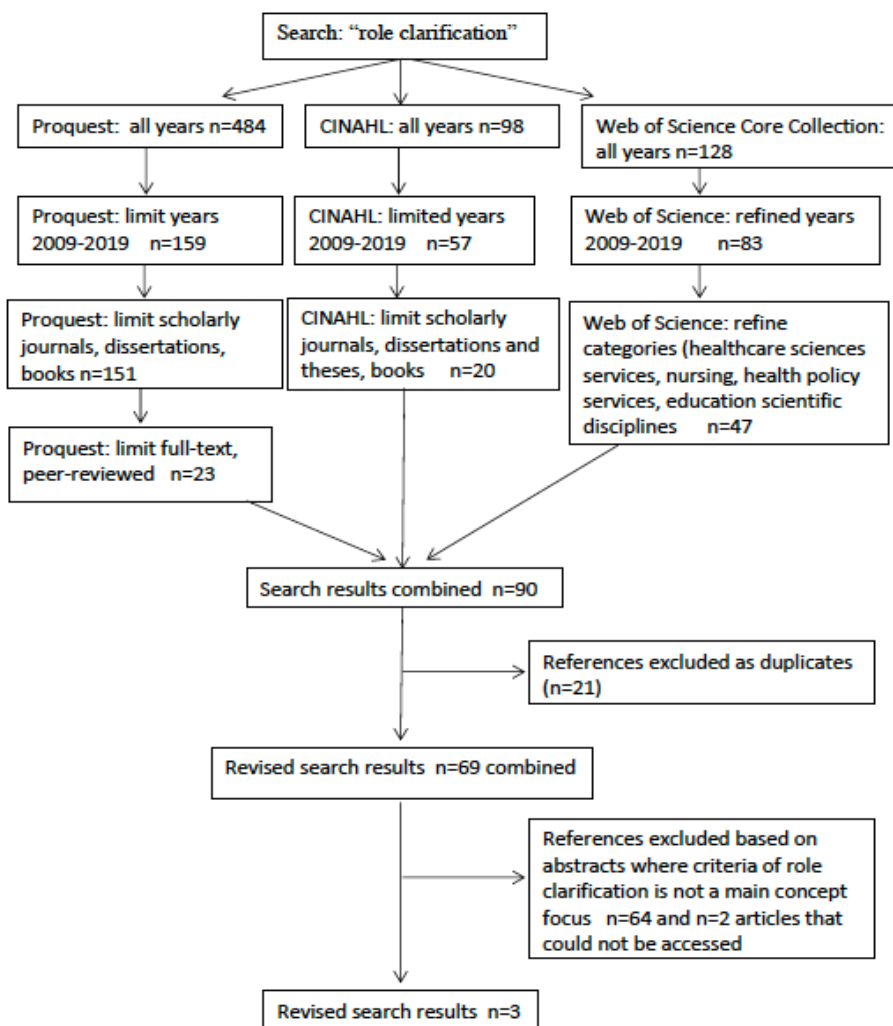 Search: “role clarification”
Proquest: all years n=484
CINAHL: all years n=98
Web of Science Core Collection:
all years n=128
Proquest: limit years
2009-2019 n=159
CINAHL: limited years
2009-2019 n=57
Web of Science: refined years
2009-2019 n=83
Proquest: limit scholarly
journals, dissertations,
books n=151
CINAHL: limit scholarly
journals, dissertations and
theses, books n=20
Web of Science: refine
categories (healthcare sciences
services, nursing, health policy
services, education scientific
disciplines n=47
Proquest: limit full-text,
peer-reviewed n=23
Search results combined n=90
References excluded as duplicates
(n=21)
Revised search results n=69 combined
References excluded based on
abstracts where criteria of role
clarification is not a main concept
focus n=64 and n=2 articles that
could not be accessed
Revised search results n=3